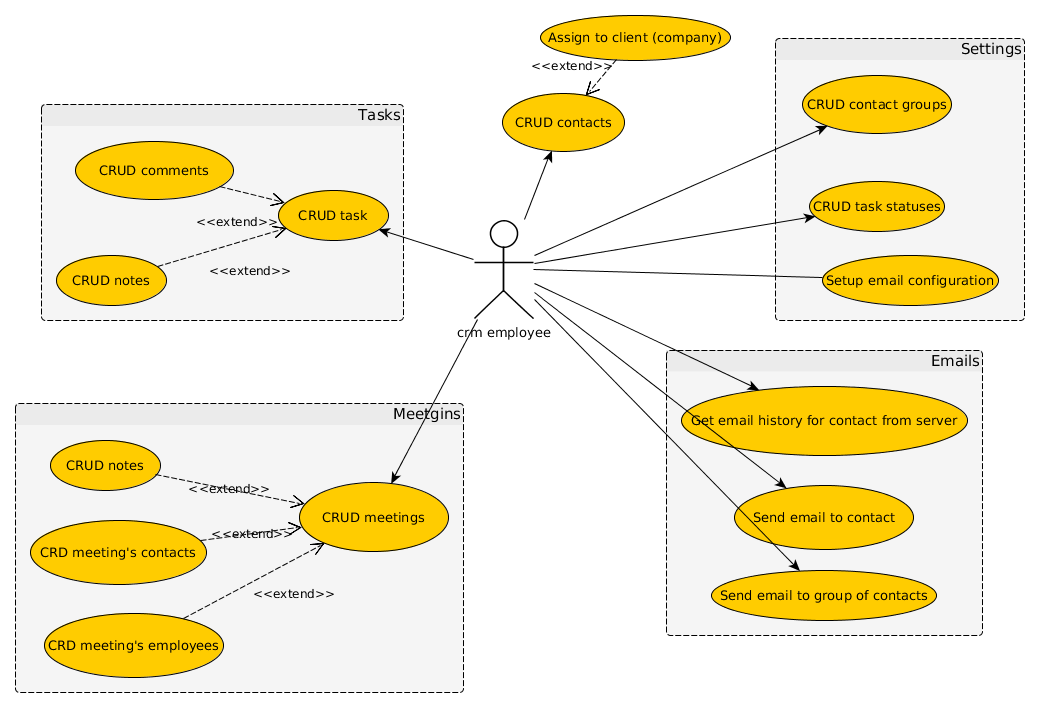 Assign to client (company)
<<extend>>
CRUD contacts
Settings
CRUD contact groups
CRUD task statuses
Setup email configuration
Tasks
CRUD comments
<<extend>>
CRUD task
CRUD notes
<<extend>>
crm employee
Emails
Get email history for contact from server
Send email to contact
Send email to group of contacts
Meetgins
CRUD notes
<<extend>>
CRUD meetings
<<extend>>
CRD meeting's contacts
<<extend>>
CRD meeting's employees